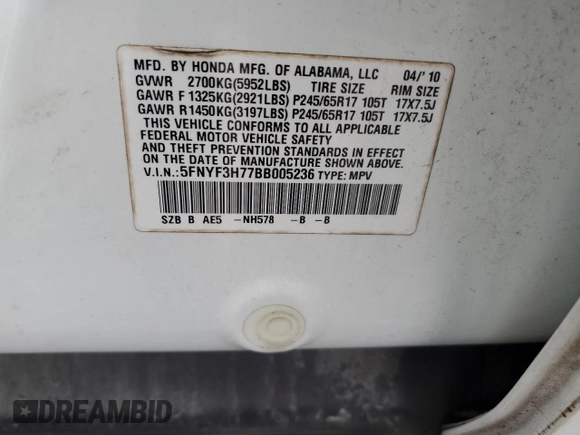 MFD. BY HONDA MFG. OF ALABAMA, LLC 04/'10
GVWR 2700KG(5952LBS) TIRE SIZE RIM SIZE
GAWR F 1325KG(2921LBS) P245/65R17 105T 17X7.5J
GAWR R1450KG(3197LBS) P245/65R17 105T 17X7.5J
THIS VEHICLE CONFORMS TO ALL APPLICABLE
FEDERAL MOTOR VEHICLE SAFETY
STANDARDS IN EFFECT ON THE
DATE OF MANUFACTURE SHOWN ABOVE.
V.I.N.:5FNYF3H77BB005236 TYPE: MPV
SZB B AE5 -NH578 -B -B
DREAMBID